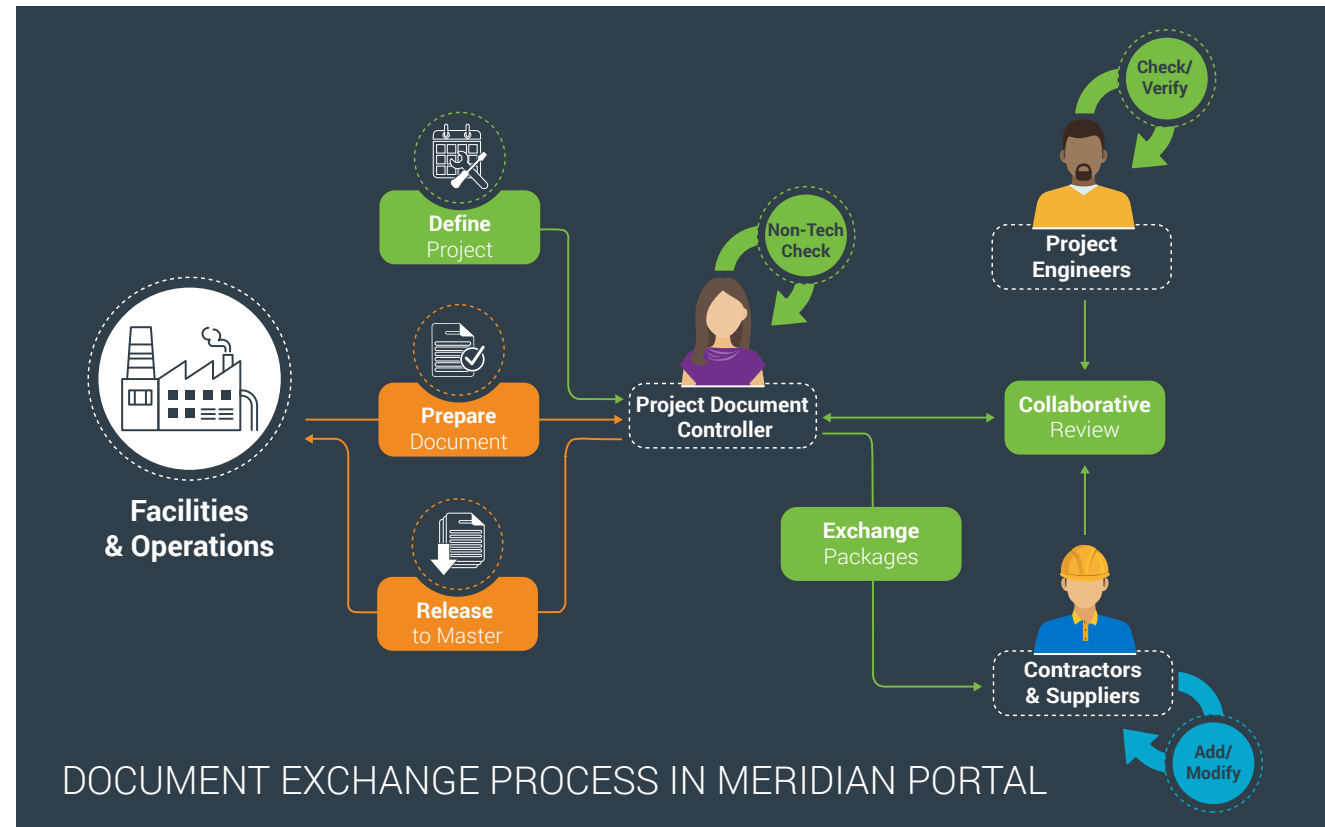 Check/
Verify
Define
Project
Non-Tech
Check
Project
Engineers
Prepare
Document
Project Document
Controller
Collaborative
Review
Facilities
& Operations
Exchange
Packages
Release
to Master
Contractors
& Suppliers
Add/
Modify
DOCUMENT EXCHANGE PROCESS IN MERIDIAN PORTAL